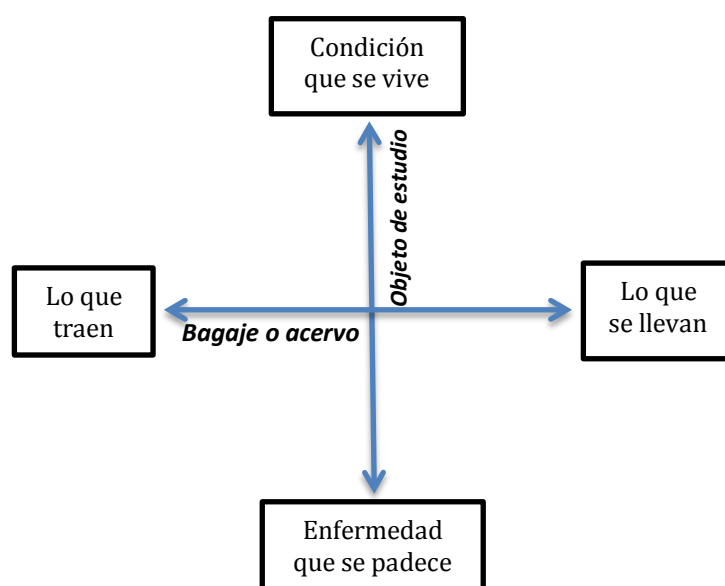 Condición
que se vive
Objeto de estudio
Lo que
traen
Bagaje o acervo
Lo que
se llevan
Enfermedad
que se padece